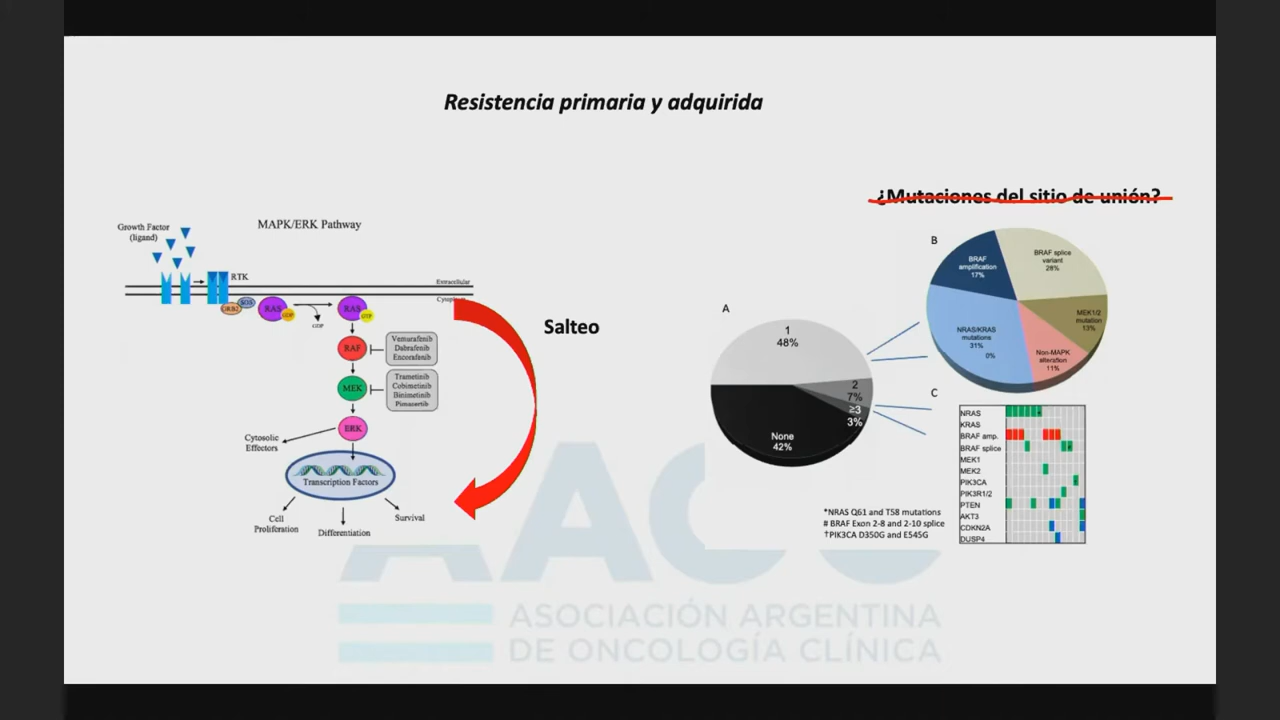 Resistencia primaria y adquirida
¿Mutaciones del sitio de unión?
MAPK/ERK Pathway
Growth Factor
(ligand)
RTK
Extracellular
GRB2
SOS
RAS
GDP
GDP
RAS
GTP
RAF
Vemurafenib
Dabrafenib
Encorafenib
MEK
Trametinib
Cobimetinib
Binimetinib
Pimasertib
ERK
Cytosolic
Effectors
Transcription Factors
Cell
Proliferation
Differentiation
Survival
Salteo
A
1
48%
2
7%
≥3
3%
None
42%
B
BRAF
amplification
17%
BRAF splice
variant
28%
MEK1/2
mutation
13%
Non-MAPK
alteration
11%
NRAS/KRAS
mutations
31%
0%
C
NRAS
KRAS
BRAF amp.
BRAF splice
MEK1
MEK2
PIK3CA
PIK3R1/2
PTEN
AKT3
CDKN2A
DUSP4
*NRAS Q61 and T58 mutations
# BRAF Exon 2-8 and 2-10 splice
†PIK3CA D350G and E545G
AAOC
ASOCIACIÓN ARGENTINA
DE ONCOLOGÍA CLÍNICA